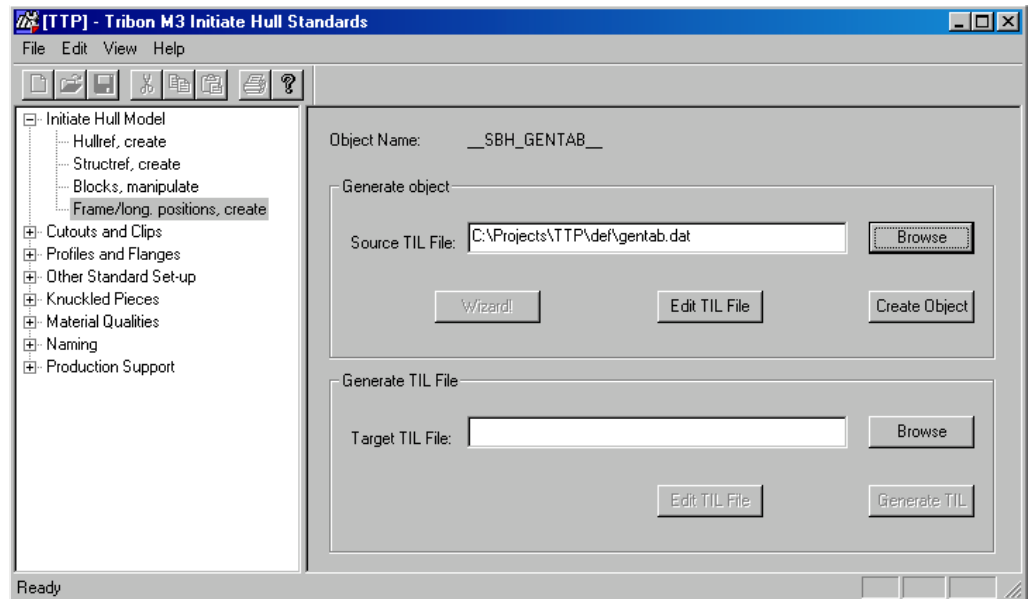 [TTP] - Tribon M3 Initiate Hull Standards
File Edit View Help
Initiate Hull Model
Hullref, create
Structref, create
Blocks, manipulate
Frame/long. positions, create
Cutouts and Clips
Profiles and Flanges
Other Standard Set-up
Knuckled Pieces
Material Qualities
Naming
Production Support
Object Name: __SBH_GENTAB__
Generate object
Source TIL File: C:\Projects\TTP\def\gentab.dat Browse
Wizard! Edit TIL File Create Object
Generate TIL File
Target TIL File: Browse
Edit TIL File Generate TIL
Ready